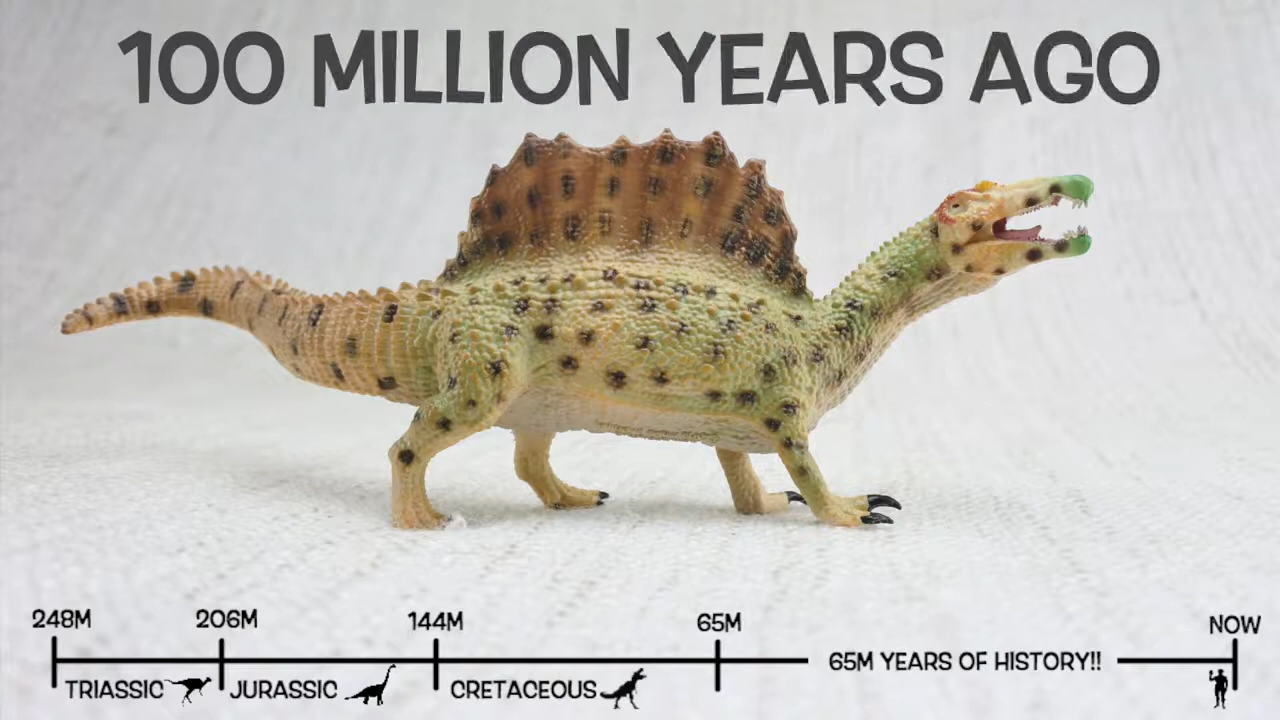 100 MILLION YEARS AGO
248M 206M 144M 65M NOW
65M YEARS OF HISTORY!!
TRIASSIC JURASSIC CRETACEOUS